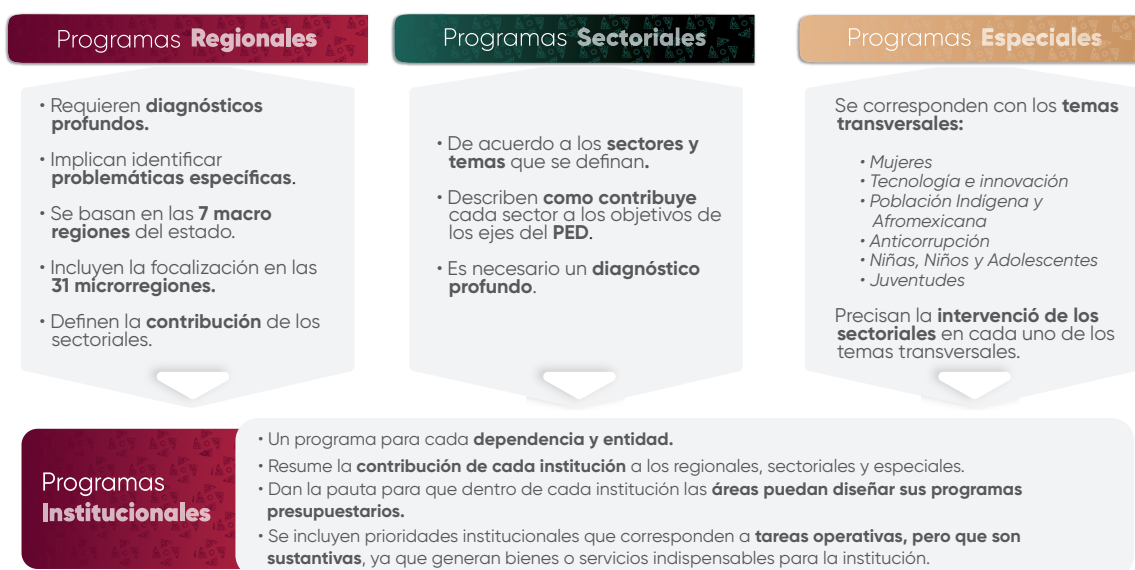 Programas Regionales
• Requieren diagnósticos
profundos.
• Implican identificar
problemáticas específicas.
• Se basan en las 7 macro
regiones del estado.
• Incluyen la focalización en las
31 microrregiones.
• Definen la contribución de los
sectoriales.
Programas Sectoriales
• De acuerdo a los sectores y
temas que se definan.
• Describen como contribuye
cada sector a los objetivos de
los ejes del PED.
• Es necesario un diagnóstico
profundo.
Programas Especiales
Se corresponden con los temas
transversales:
• Mujeres
• Tecnología e innovación
• Población Indígena y
Afromexicana
• Anticorrupción
• Niñas, Niños y Adolescentes
• Juventudes
Precisan la intervenció de los
sectoriales en cada uno de los
temas transversales.
Programas
Institucionales
• Un programa para cada dependencia y entidad.
• Resume la contribución de cada institución a los regionales, sectoriales y especiales.
• Dan la pauta para que dentro de cada institución las áreas puedan diseñar sus programas
presupuestarios.
• Se incluyen prioridades institucionales que corresponden a tareas operativas, pero que son
sustantivas, ya que generan bienes o servicios indispensables para la institución.